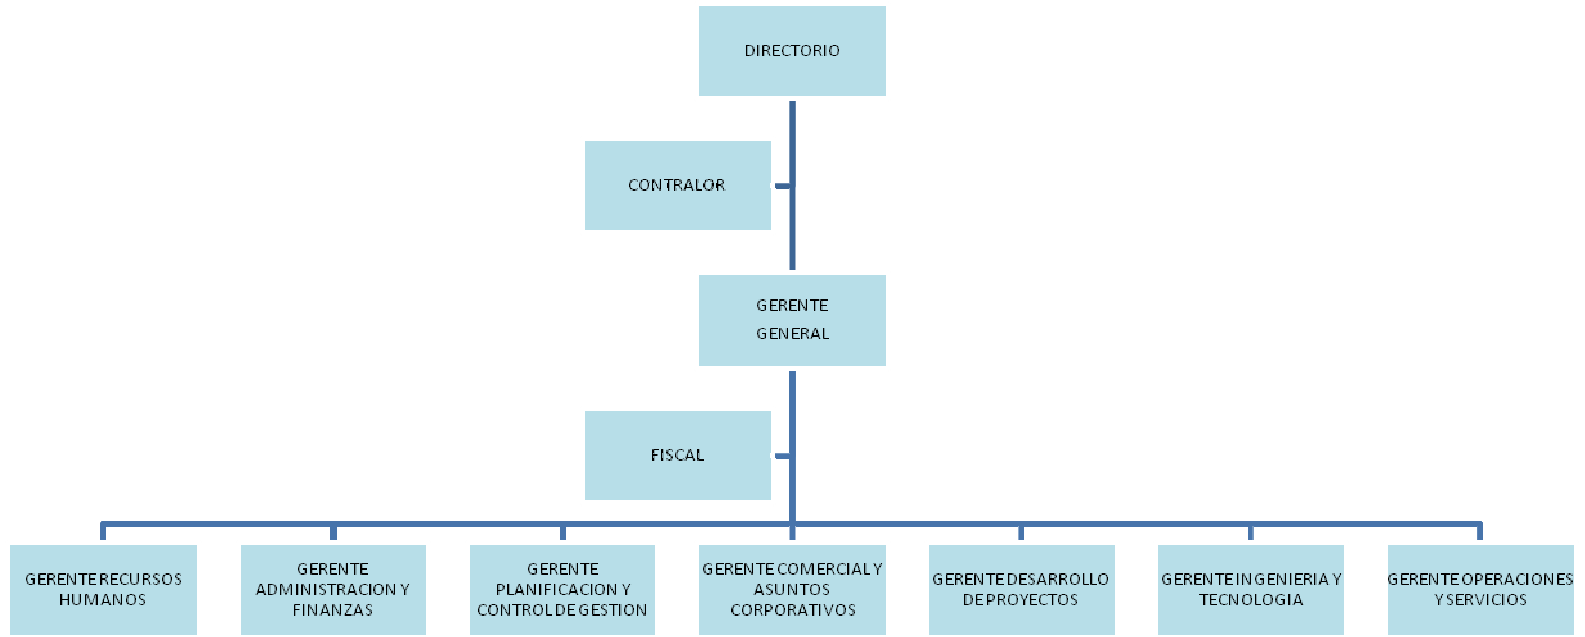 DIRECTORIO
CONTRALOR
GERENTE
GENERAL
FISCAL
GERENTE RECURSOS
HUMANOS
GERENTE
ADMINISTRACION Y
FINANZAS
GERENTE
PLANIFICACION Y
CONTROL DE GESTION
GERENTE COMERCIAL Y
ASUNTOS
CORPORATIVOS
GERENTE DESARROLLO
DE PROYECTOS
GERENTE INGENIERIA Y
TECNOLOGIA
GERENTE OPERACIONES
Y SERVICIOS